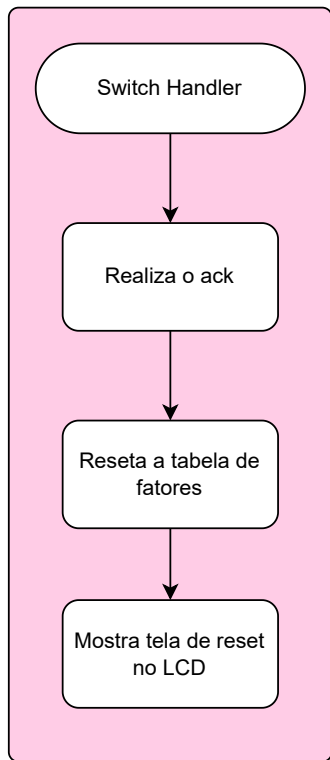 Switch Handler
Realiza o ack
Reseta a tabela de
fatores
Mostra tela de reset
no LCD